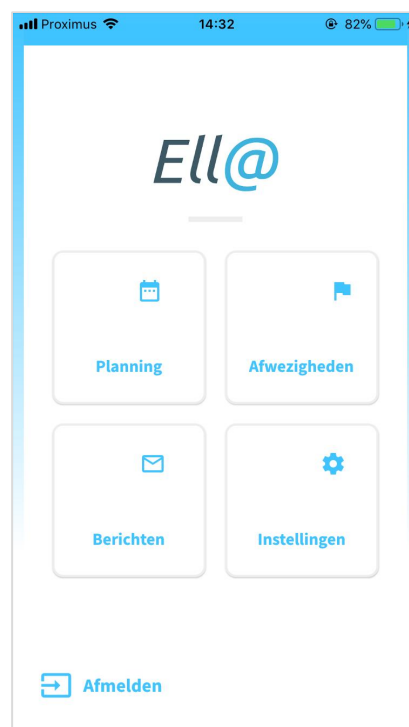 Proximus 14:32 82%
Ell@
Planning Afwezigheden
Berichten Instellingen
Afmelden